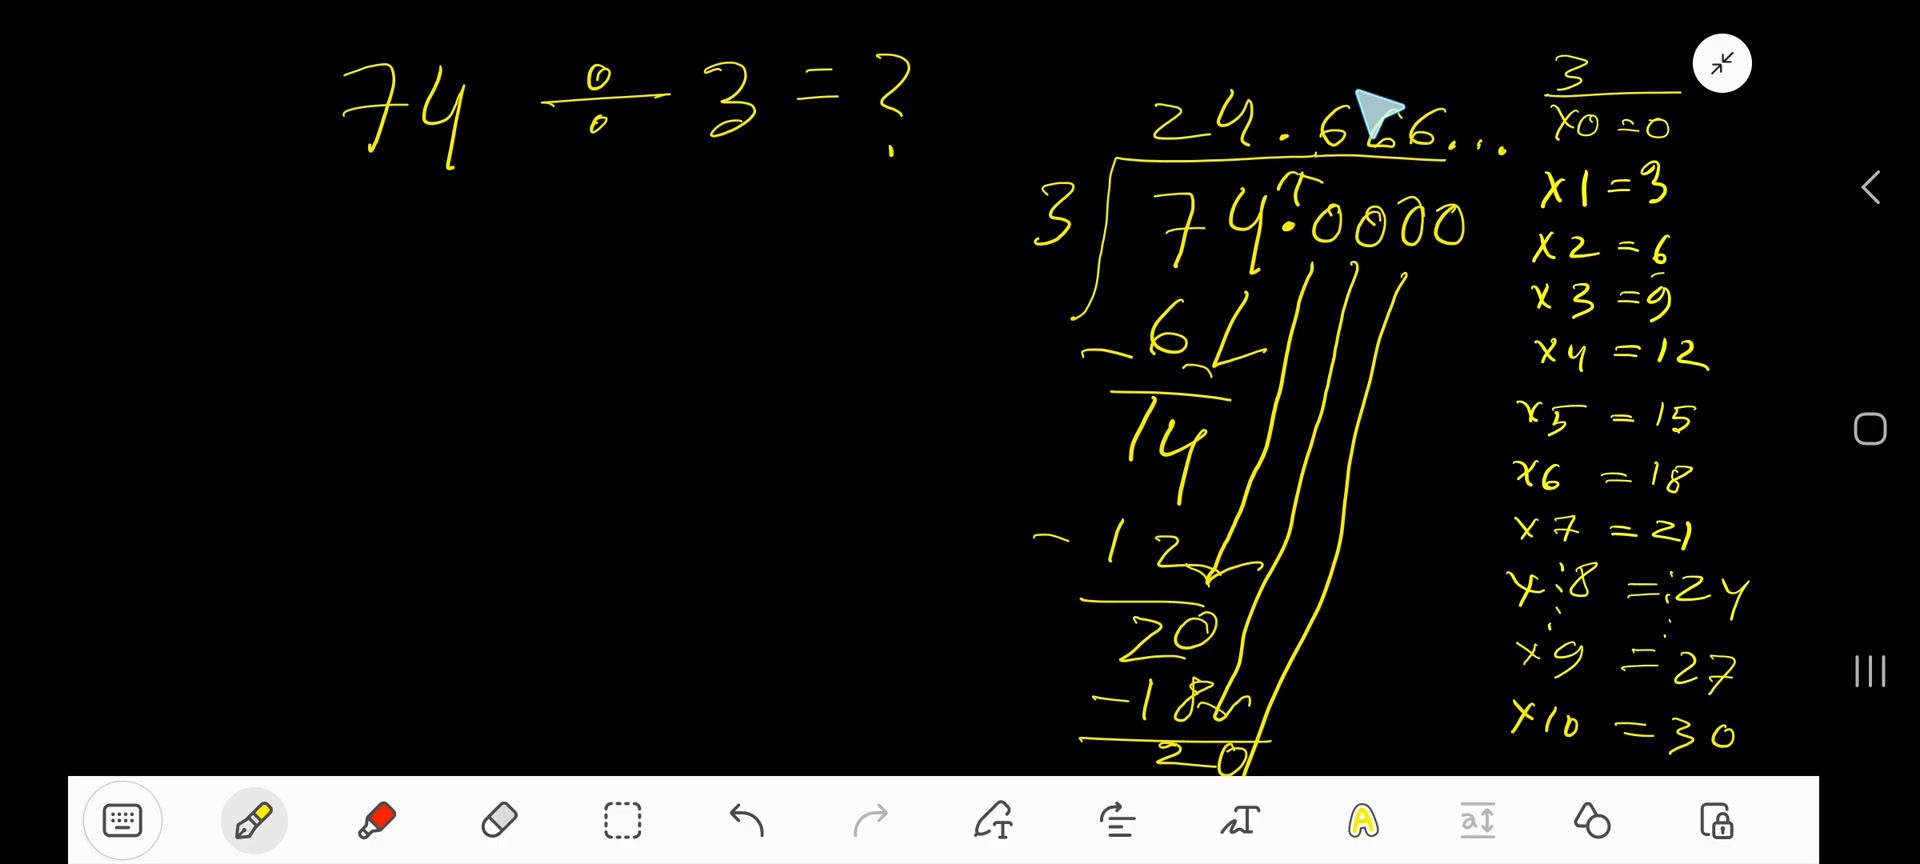 74 ÷ 3 = ?
24.666...
3 74.0000
- 6
14
- 12
20
- 18
20
3
x0 = 0
x1 = 3
x2 = 6
x3 = 9
x4 = 12
x5 = 15
x6 = 18
x7 = 21
x8 = 24
x9 = 27
x10 = 30
T
T
A
a